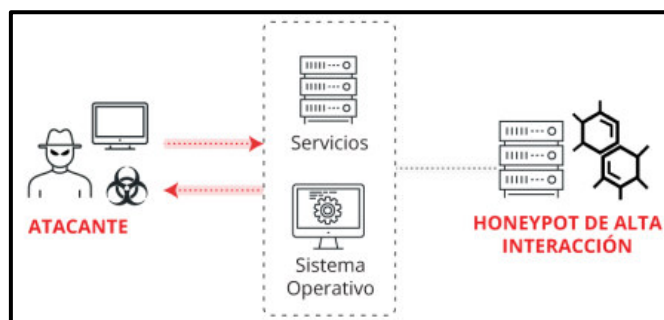 ATACANTE
Servicios
Sistema
Operativo
HONEYPOT DE ALTA
INTERACCIÓN